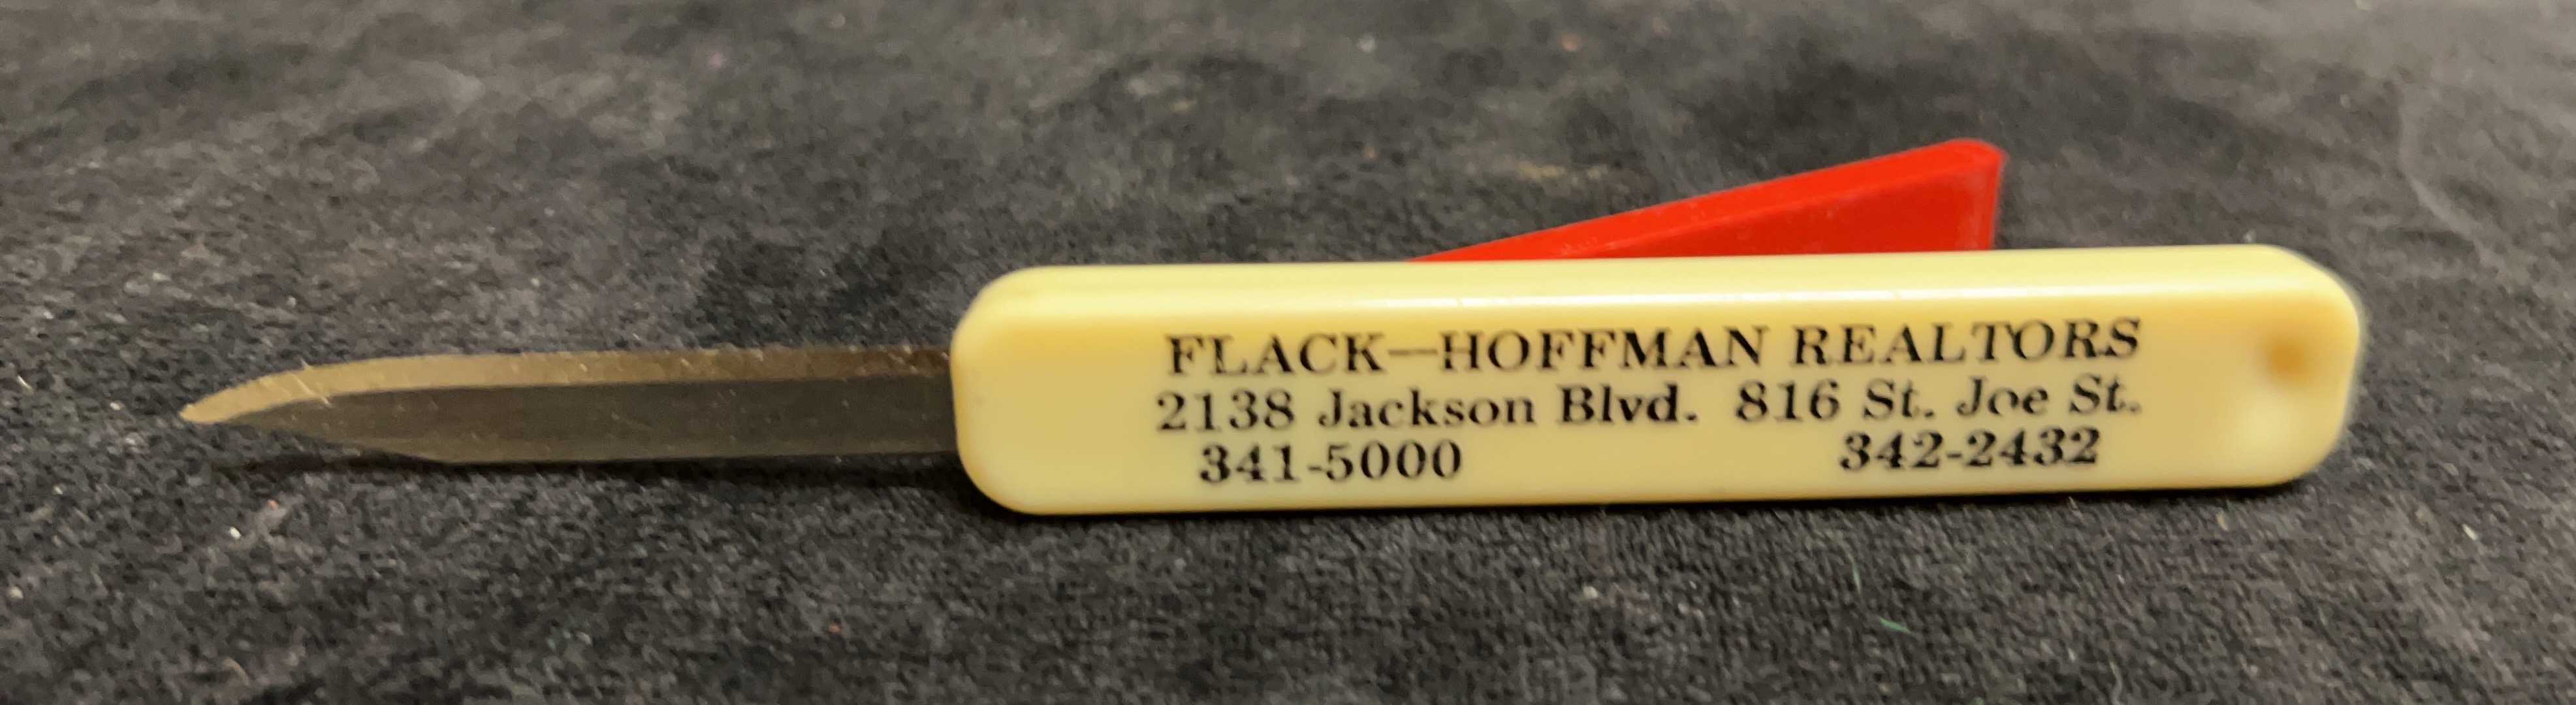 FLACK—HOFFMAN REALTORS
2138 Jackson Blvd. 816 St. Joe St.
341-5000 342-2432